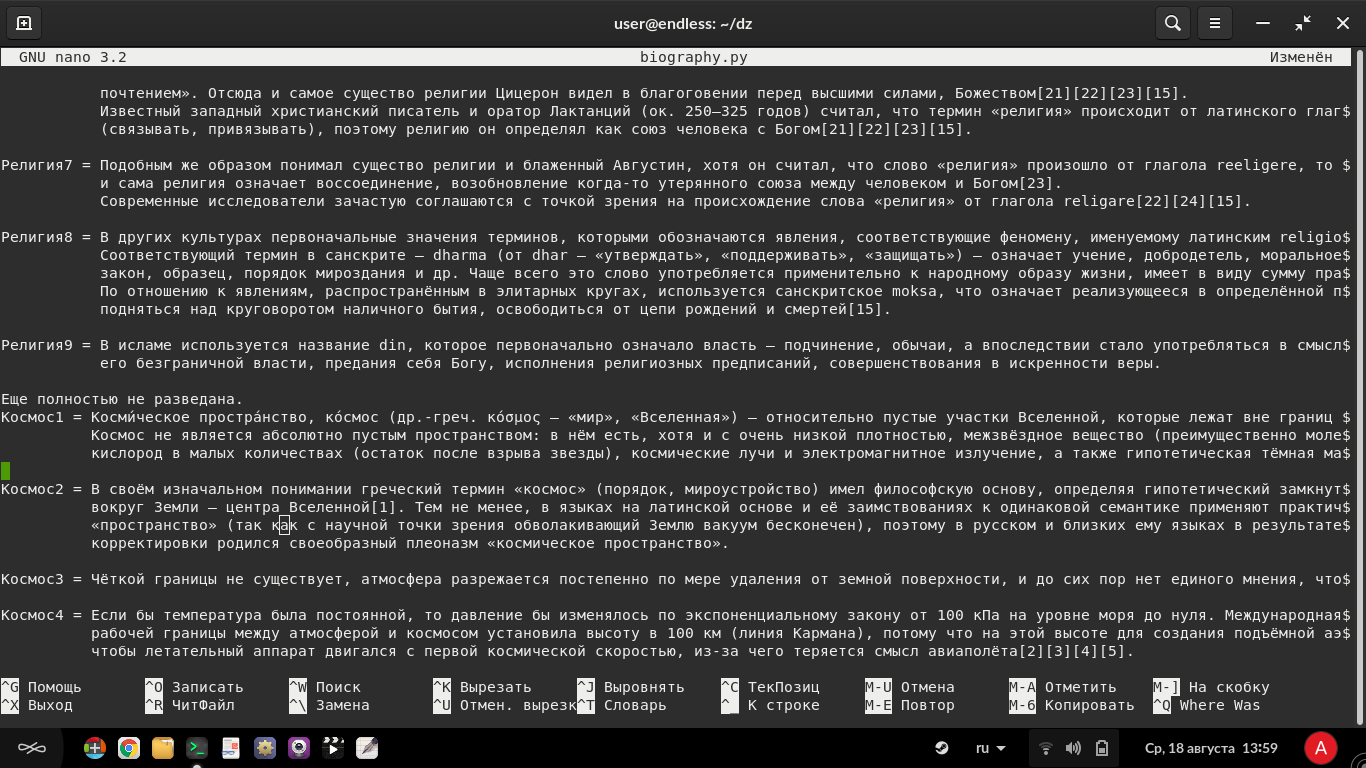 user@endless: ~/dz
GNU nano 3.2 biography.py Изменён
почтением». Отсюда и самое существо религии Цицерон видел в благоговении перед высшими силами, Божеством[21][22][23][15].
Известный западный христианский писатель и оратор Лактанций (ок. 250—325 годов) считал, что термин «религия» происходит от латинского глаг$
(связывать, привязывать), поэтому религию он определял как союз человека с Богом[21][22][23][15].
Религия7 = Подобным же образом понимал существо религии и блаженный Августин, хотя он считал, что слово «религия» произошло от глагола reeligere, то $
и сама религия означает воссоединение, возобновление когда-то утерянного союза между человеком и Богом[23].
Современные исследователи зачастую соглашаются с точкой зрения на происхождение слова «религия» от глагола religare[22][24][15].
Религия8 = В других культурах первоначальные значения терминов, которыми обозначаются явления, соответствующие феномену, именуемому латинским religio$
Соответствующий термин в санскрите — dharma (от dhar — «утверждать», «поддерживать», «защищать») — означает учение, добродетель, моральное$
закон, образец, порядок мироздания и др. Чаще всего это слово употребляется применительно к народному образу жизни, имеет в виду сумму пра$
По отношению к явлениям, распространённым в элитарных кругах, используется санскритское moksa, что означает реализующееся в определённой п$
подняться над круговоротом наличного бытия, освободиться от цепи рождений и смертей[15].
Религия9 = В исламе используется название din, которое первоначально означало власть — подчинение, обычаи, а впоследствии стало употребляться в смысл$
его безграничной власти, предания себя Богу, исполнения религиозных предписаний, совершенствования в искренности веры.
Еще полностью не разведана.
Космос1 = Косми́ческое простра́нство, ко́смос (др.-греч. κόσμος — «мир», «Вселенная») — относительно пустые участки Вселенной, которые лежат вне границ $
Космос не является абсолютно пустым пространством: в нём есть, хотя и с очень низкой плотностью, межзвёздное вещество (преимущественно моле$
кислород в малых количествах (остаток после взрыва звезды), космические лучи и электромагнитное излучение, а также гипотетическая тёмная ма$
Космос2 = В своём изначальном понимании греческий термин «космос» (порядок, мироустройство) имел философскую основу, определяя гипотетический замкнут$
вокруг Земли — центра Вселенной[1]. Тем не менее, в языках на латинской основе и её заимствованиях к одинаковой семантике применяют практич$
«пространство» (так как с научной точки зрения обволакивающий Землю вакуум бесконечен), поэтому в русском и близких ему языках в результате$
корректировки родился своеобразный плеоназм «космическое пространство».
Космос3 = Чёткой границы не существует, атмосфера разрежается постепенно по мере удаления от земной поверхности, и до сих пор нет единого мнения, что$
Космос4 = Если бы температура была постоянной, то давление бы изменялось по экспоненциальному закону от 100 кПа на уровне моря до нуля. Международная$
рабочей границы между атмосферой и космосом установила высоту в 100 км (линия Кармана), потому что на этой высоте для создания подъёмной аэ$
чтобы летательный аппарат двигался с первой космической скоростью, из-за чего теряется смысл авиаполёта[2][3][4][5].
^G Помощь ^O Записать ^W Поиск ^K Вырезать ^J Выровнять ^C ТекПозиц M-U Отмена M-A Отметить M-] На скобку
^X Выход ^R ЧитФайл ^\ Замена ^U Отмен. вырезк^T Словарь ^_ К строке M-E Повтор M-6 Копировать ^Q Where Was
ru Ср, 18 августа 13:59 A